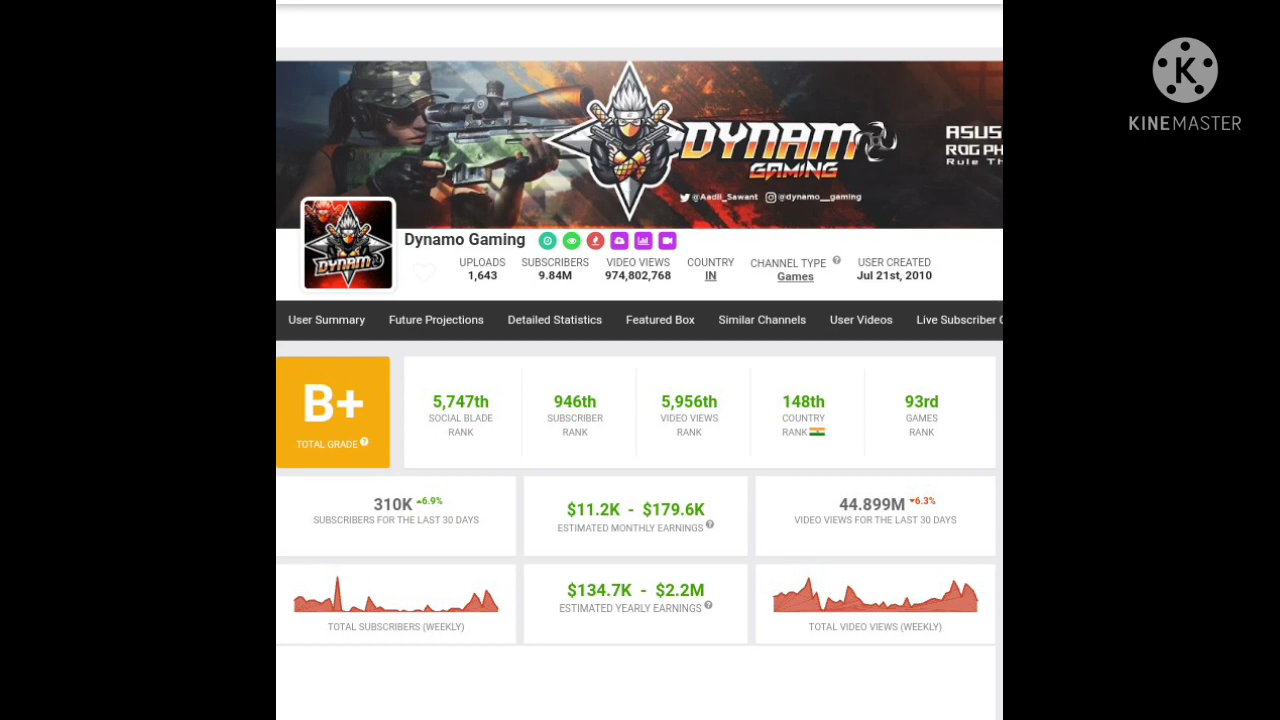 K
KINEMASTER
DYNAMO
GAMING
ASUS
ROG PH
Rule Th
@Aadii_Sawant @dynamo__gaming
DYNAMO
Dynamo Gaming
UPLOADS SUBSCRIBERS VIDEO VIEWS COUNTRY CHANNEL TYPE ? USER CREATED
1,643 9.84M 974,802,768 IN Games Jul 21st, 2010
User Summary Future Projections Detailed Statistics Featured Box Similar Channels User Videos Live Subscriber
B+
TOTAL GRADE ?
5,747th 946th 5,956th 148th 93rd
SOCIAL BLADE SUBSCRIBER VIDEO VIEWS COUNTRY GAMES
RANK RANK RANK RANK RANK
310K 6.9%
SUBSCRIBERS FOR THE LAST 30 DAYS
$11.2K - $179.6K
ESTIMATED MONTHLY EARNINGS ?
44.899M 6.3%
VIDEO VIEWS FOR THE LAST 30 DAYS
TOTAL SUBSCRIBERS (WEEKLY)
$134.7K - $2.2M
ESTIMATED YEARLY EARNINGS ?
TOTAL VIDEO VIEWS (WEEKLY)